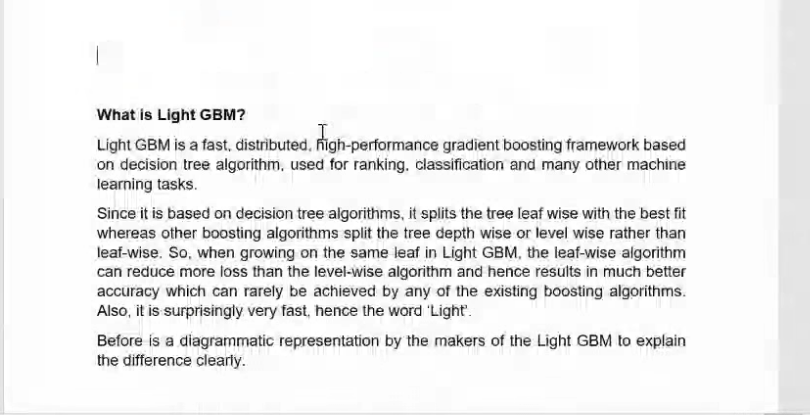 What is Light GBM?
Light GBM is a fast, distributed, high-performance gradient boosting framework based
on decision tree algorithm, used for ranking, classification and many other machine
learning tasks.
Since it is based on decision tree algorithms, it splits the tree leaf wise with the best fit
whereas other boosting algorithms split the tree depth wise or level wise rather than
leaf-wise. So, when growing on the same leaf in Light GBM, the leaf-wise algorithm
can reduce more loss than the level-wise algorithm and hence results in much better
accuracy which can rarely be achieved by any of the existing boosting algorithms.
Also, it is surprisingly very fast, hence the word ‘Light’.
Before is a diagrammatic representation by the makers of the Light GBM to explain
the difference clearly.